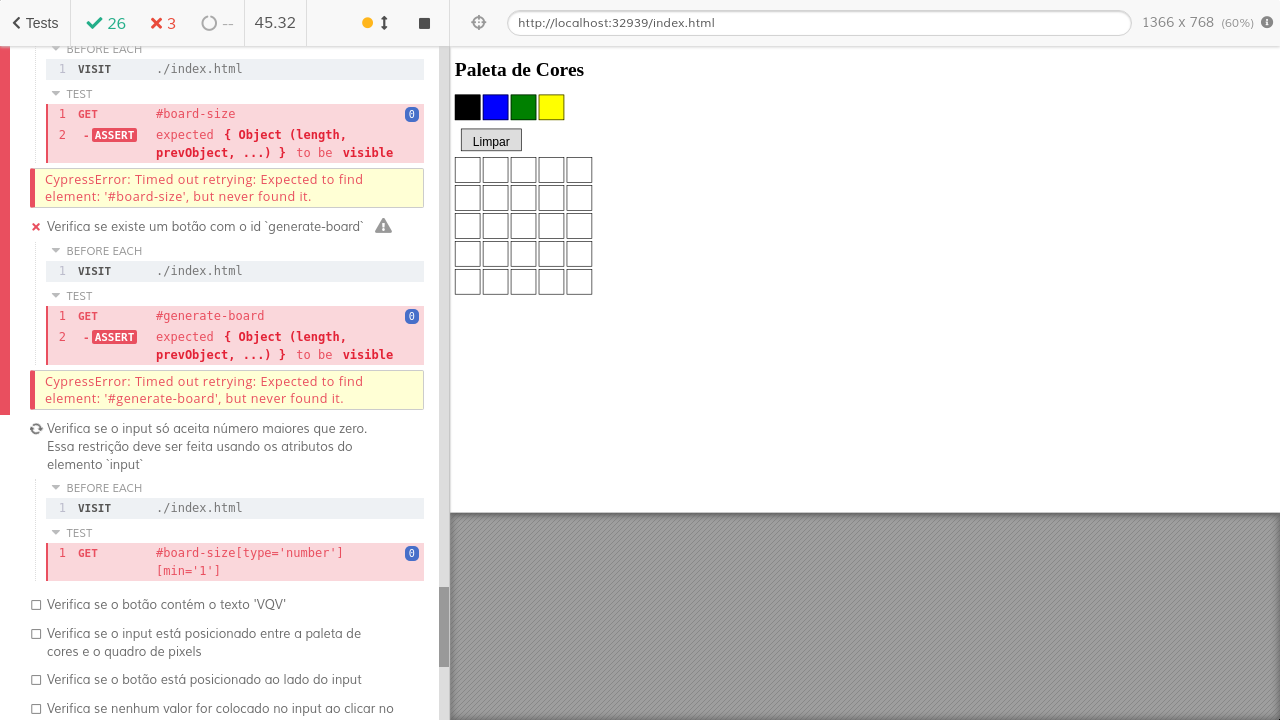 Tests 26 3 -- 45.32
BEFORE EACH
1 VISIT ./index.html
TEST
1 GET #board-size 0
2 -ASSERT expected { Object (length,
prevObject, ...) } to be visible
CypressError: Timed out retrying: Expected to find
element: '#board-size', but never found it.
Verifica se existe um botão com o id `generate-board`
BEFORE EACH
1 VISIT ./index.html
TEST
1 GET #generate-board 0
2 -ASSERT expected { Object (length,
prevObject, ...) } to be visible
CypressError: Timed out retrying: Expected to find
element: '#generate-board', but never found it.
Verifica se o input só aceita número maiores que zero.
Essa restrição deve ser feita usando os atributos do
elemento `input`
BEFORE EACH
1 VISIT ./index.html
TEST
1 GET #board-size[type='number'] 0
[min='1']
Verifica se o botão contém o texto 'VQV'
Verifica se o input está posicionado entre a paleta de
cores e o quadro de pixels
Verifica se o botão está posicionado ao lado do input
Verifica se nenhum valor for colocado no input ao clicar no
http://localhost:32939/index.html 1366 x 768 (60%)
Paleta de Cores
Limpar